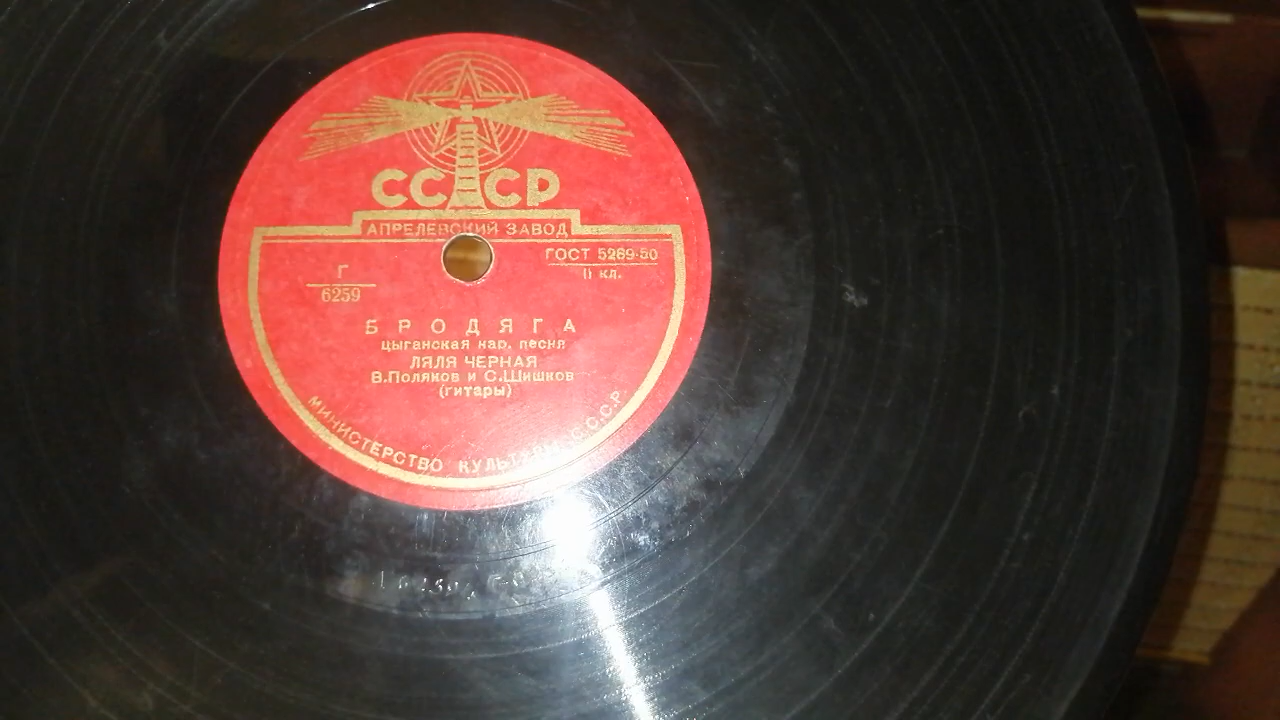 СССР
АПРЕЛЕВСКИЙ ЗАВОД
ГОСТ 5289-50
II кл.
Г
6259
БРОДЯГА
цыганская нар. песня
ЛЯЛЯ ЧЕРНАЯ
В.Поляков и С.Шишков
(гитары)
МИНИСТЕРСТВО КУЛЬТУРЫ С.С.С.Р